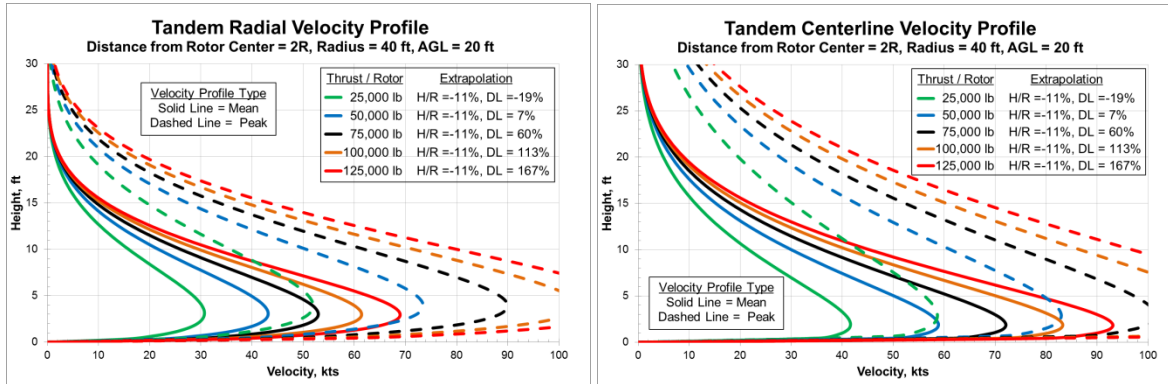 Tandem Radial Velocity Profile
Distance from Rotor Center = 2R, Radius = 40 ft, AGL = 20 ft
Height, ft
30
25
20
15
10
5
0
Velocity Profile Type
Solid Line = Mean
Dashed Line = Peak
Thrust / Rotor Extrapolation
25,000 lb H/R =-11%, DL =-19%
50,000 lb H/R =-11%, DL = 7%
75,000 lb H/R =-11%, DL = 60%
100,000 lb H/R =-11%, DL = 113%
125,000 lb H/R =-11%, DL = 167%
0 10 20 30 40 50 60 70 80 90 100
Velocity, kts
Tandem Centerline Velocity Profile
Distance from Rotor Center = 2R, Radius = 40 ft, AGL = 20 ft
Height, ft
30
25
20
15
10
5
0
Thrust / Rotor Extrapolation
25,000 lb H/R =-11%, DL =-19%
50,000 lb H/R =-11%, DL = 7%
75,000 lb H/R =-11%, DL = 60%
100,000 lb H/R =-11%, DL = 113%
125,000 lb H/R =-11%, DL = 167%
Velocity Profile Type
Solid Line = Mean
Dashed Line = Peak
0 10 20 30 40 50 60 70 80 90 100
Velocity, kts